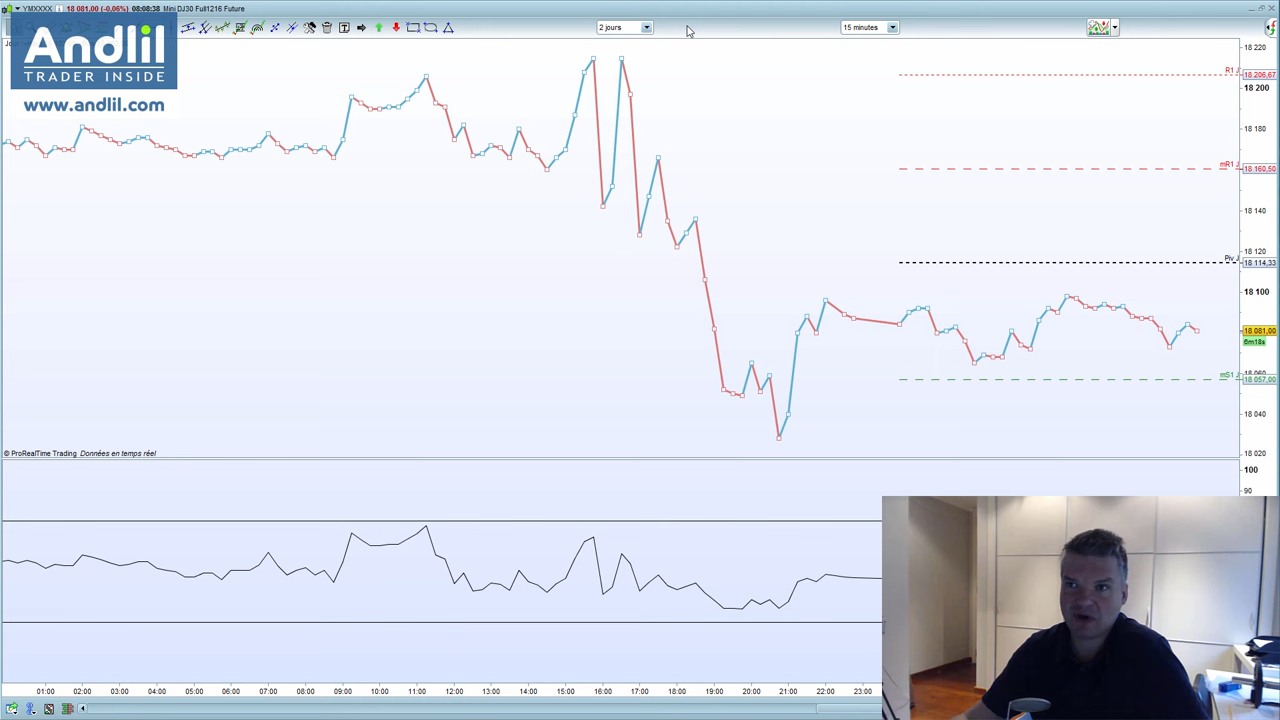 YMXXXX 18 081,00 (-0,06%) 08:08:38 Mini DJ30 Full1216 Future
2 jours
15 minutes
Andlil
TRADER INSIDE
www.andlil.com
18 220
R1 J
18 206,67
18 200
18 180
mR1 J
18 160,50
18 140
18 120
Piv J
18 114,33
18 100
18 081,00
6m18s
18 060
mS1 J
18 057,00
18 040
18 020
© ProRealTime Trading Données en temps réel
100
90
01:00 02:00 03:00 04:00 05:00 06:00 07:00 08:00 09:00 10:00 11:00 12:00 13:00 14:00 15:00 16:00 17:00 18:00 19:00 20:00 21:00 22:00 23:00